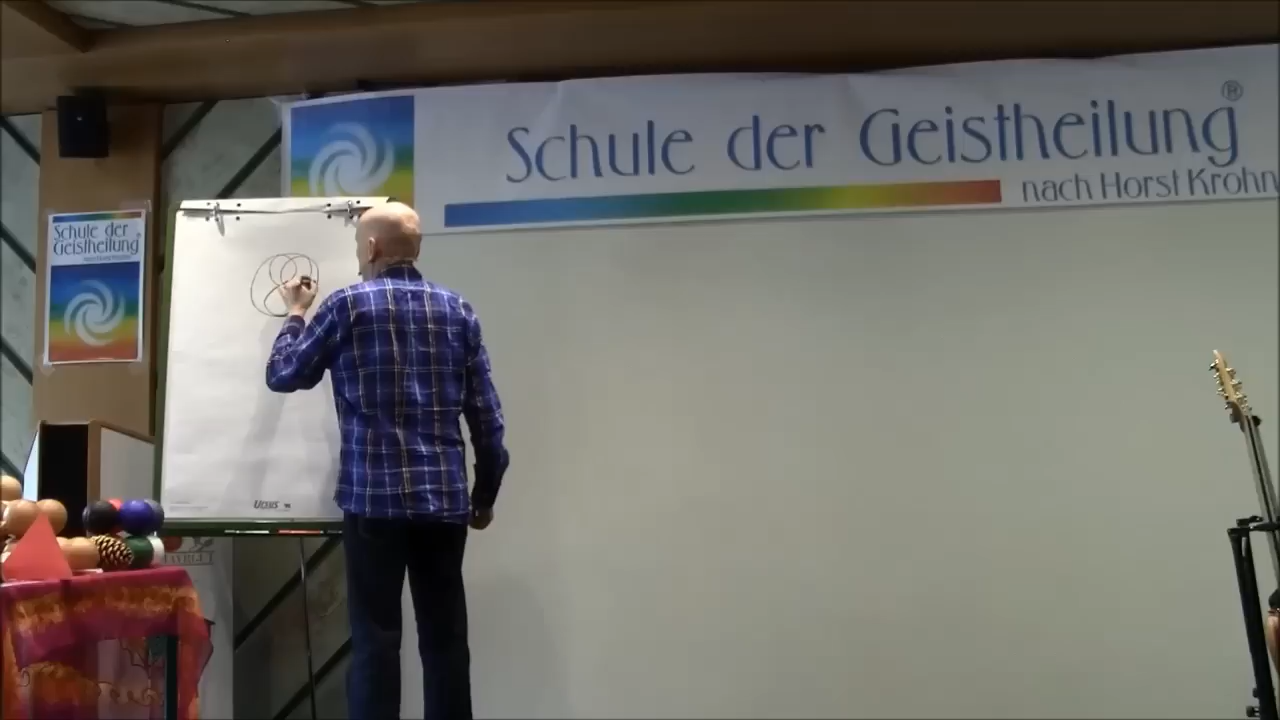 Schule der Geistheilung®
nach Horst Krohn
Schule der
Geistheilung®